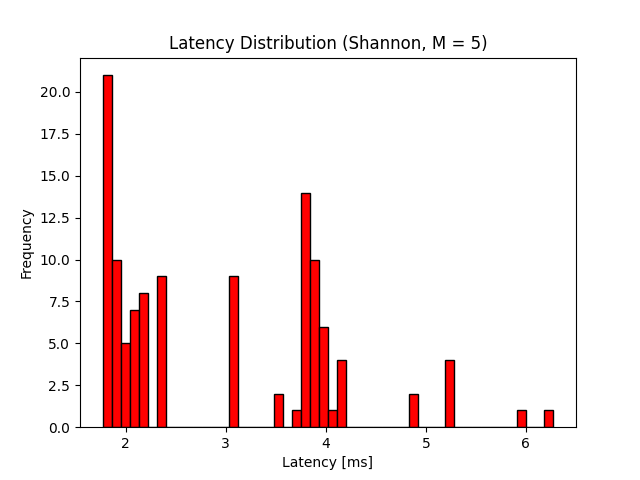 Latency Distribution (Shannon, M = 5)
20.0
17.5
15.0
12.5
10.0
7.5
5.0
2.5
0.0
Frequency
2 3 4 5 6
Latency [ms]